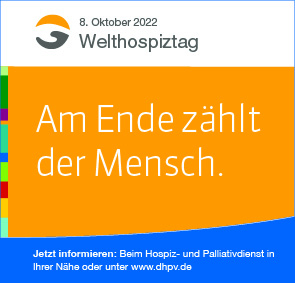 8. Oktober 2022
Welthospiztag
Am Ende zählt
der Mensch.
Jetzt informieren: Beim Hospiz- und Palliativdienst in
Ihrer Nähe oder unter www.dhpv.de